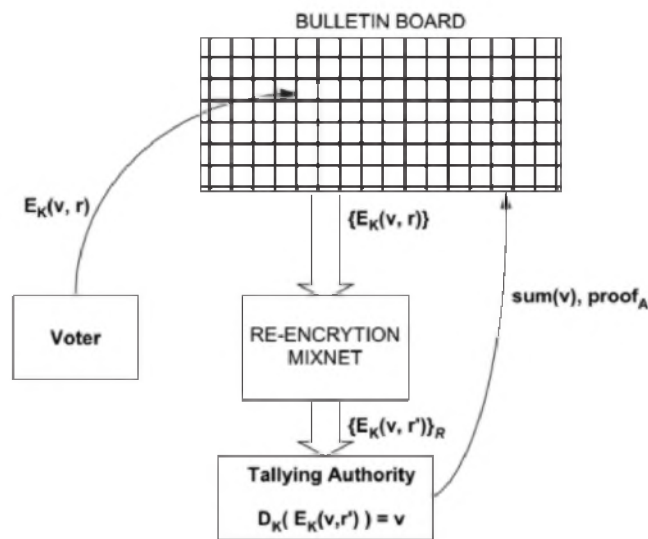 BULLETIN BOARD
E_K(v, r)
{E_K(v, r)}
sum(v), proof_A
Voter
RE-ENCRYTION
MIXNET
{E_K(v, r')}_R
Tallying Authority
D_K( E_K(v,r') ) = v